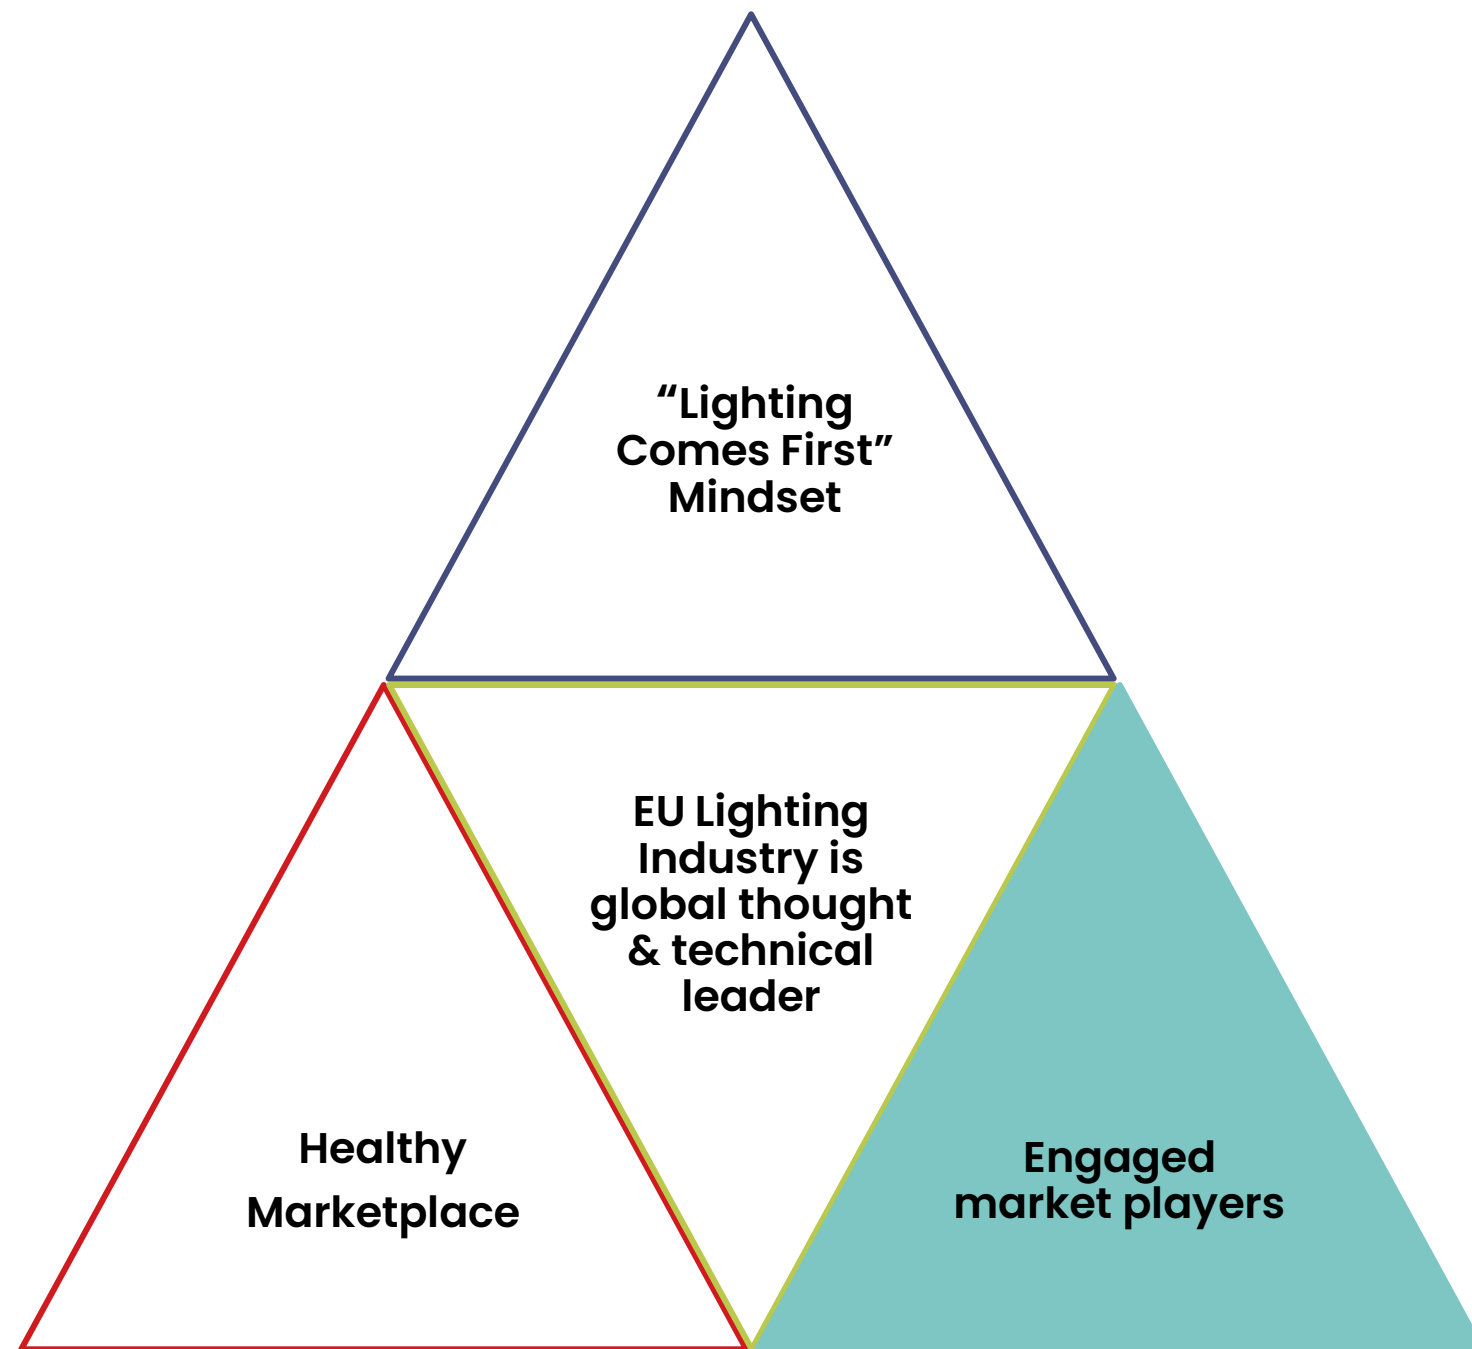 “Lighting
Comes First”
Mindset
EU Lighting
Industry is
global thought
& technical
leader
Healthy
Marketplace
Engaged
market players